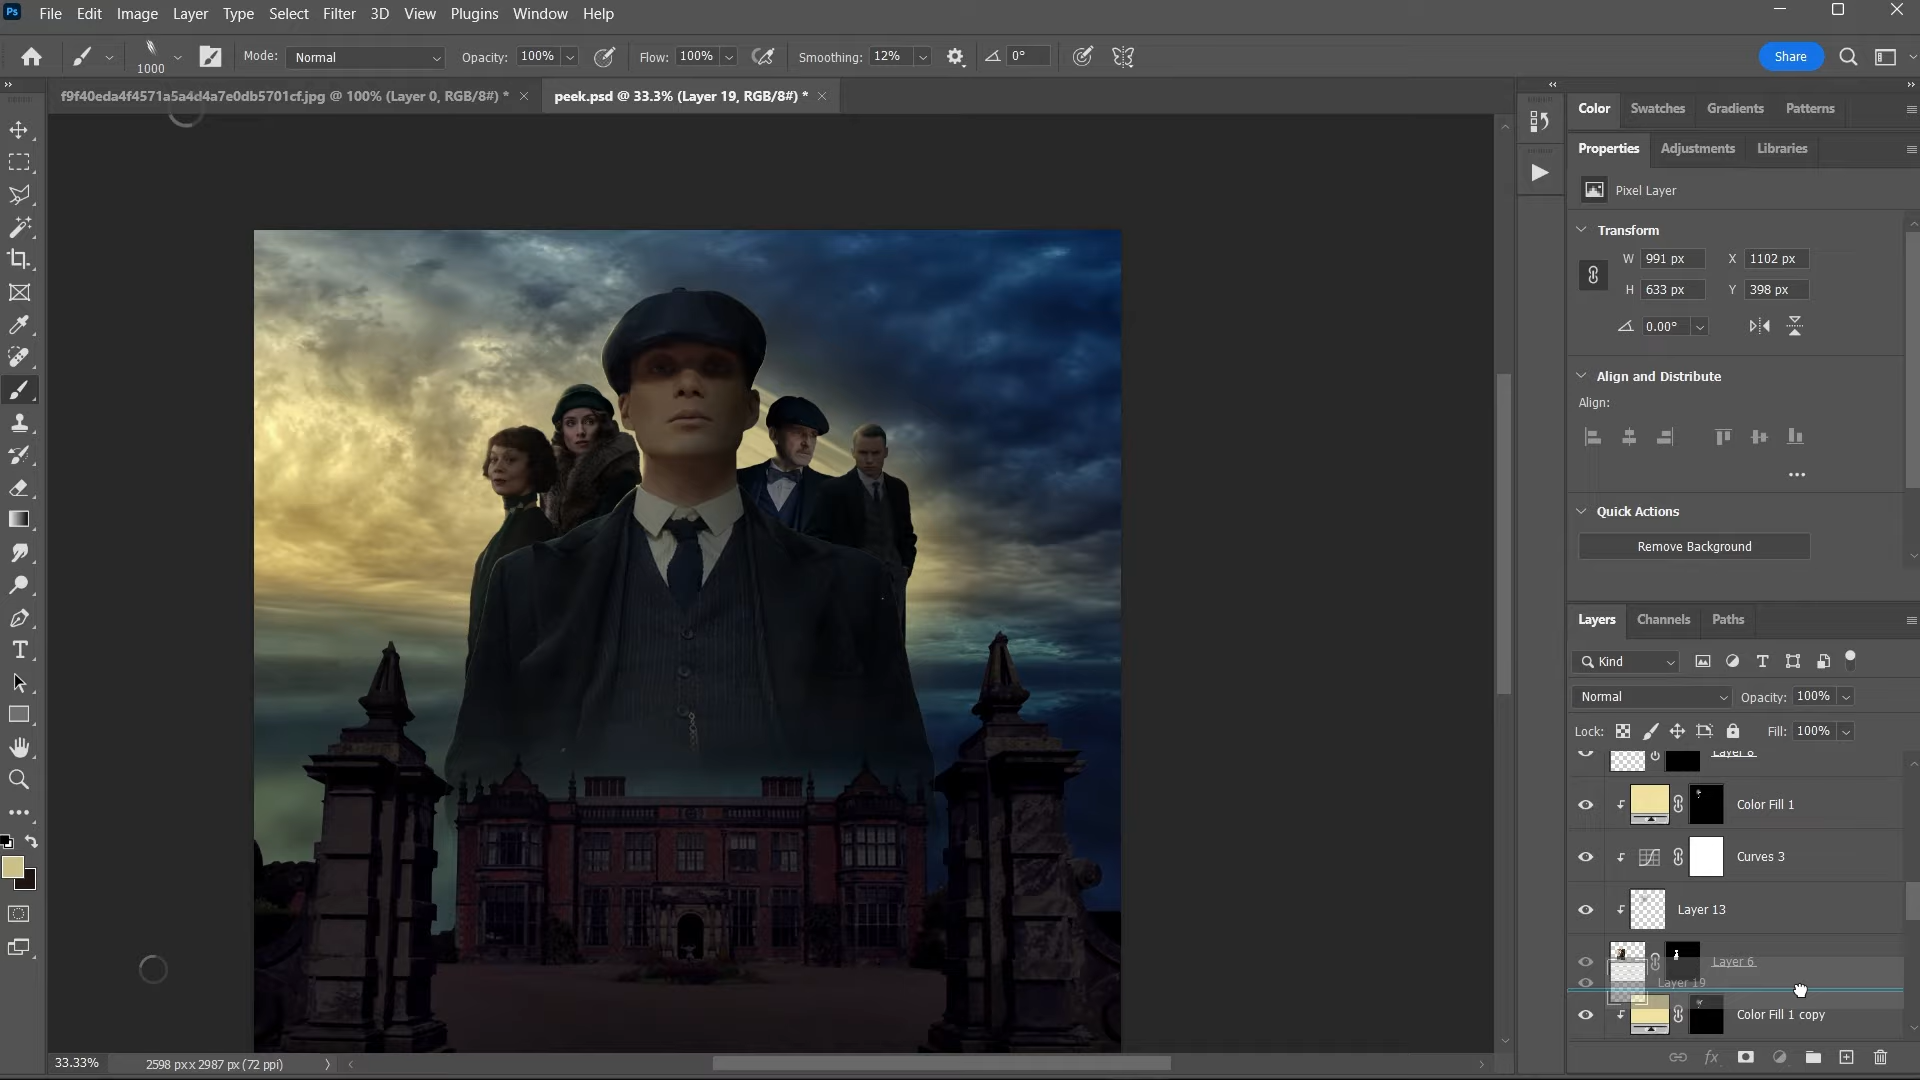 Ps File Edit Image Layer Type Select Filter 3D View Plugins Window Help
1000 Mode: Normal Opacity: 100% Flow: 100% Smoothing: 12% 0° Share
f9f40eda4f4571a5a4d4a7e0db5701cf.jpg @ 100% (Layer 0, RGB/8#) * peek.psd @ 33.3% (Layer 19, RGB/8#) *
Color Swatches Gradients Patterns
Properties Adjustments Libraries
Pixel Layer
Transform
W 991 px X 1102 px
H 633 px Y 398 px
0.00°
Align and Distribute
Align:
Quick Actions
Remove Background
Layers Channels Paths
Kind
Normal Opacity: 100%
Lock: Fill: 100%
Layer 8
Color Fill 1
Curves 3
Layer 13
Layer 6
Layer 19
Color Fill 1 copy
33.33% 2598 px x 2987 px (72 ppi)